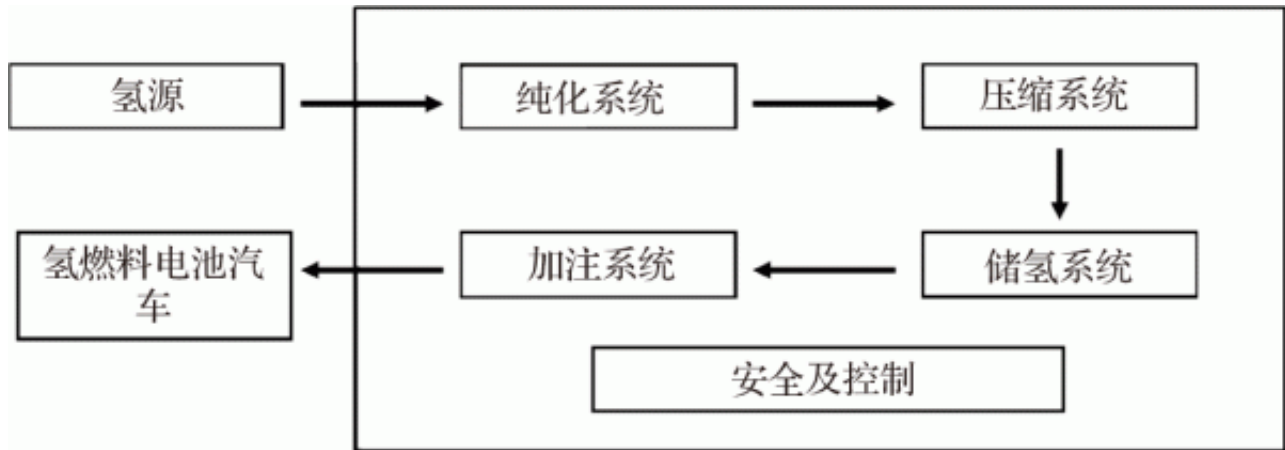 氢源
纯化系统
压缩系统
氢燃料电池汽
车
加注系统
储氢系统
安全及控制